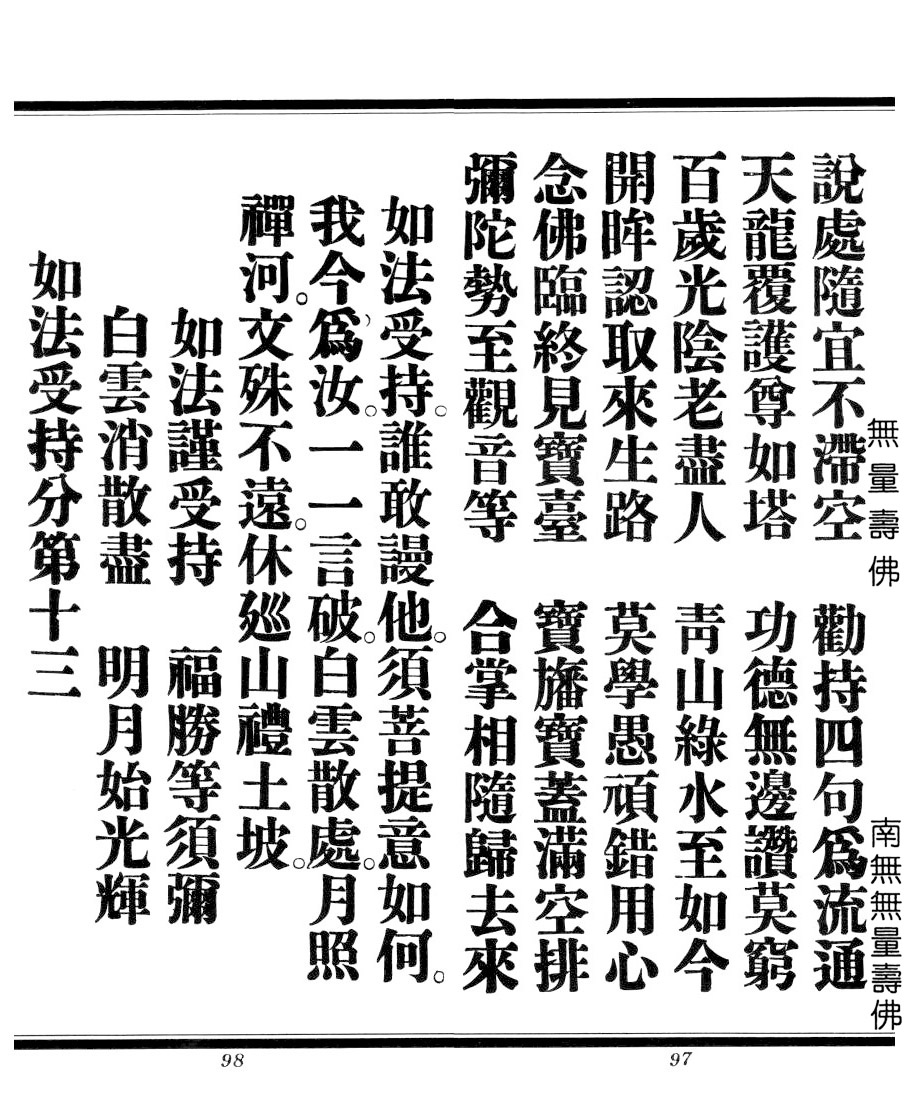 說處隨宜不滯空　勸持四句爲流通
無量壽佛　南無無量壽佛
天龍覆護尊如塔　功德無邊讚莫窮
百歲光陰老盡人　靑山綠水至如今
開眸認取來生路　莫學愚頑錯用心
念佛臨終見寶臺　寶旛寶蓋滿空排
彌陀勢至觀音等　合掌相隨歸去來
如法受持。誰敢謾他。須菩提意如何。
我今爲汝。一一言破。白雲散處。月照
禪河。文殊不遠。休廵山禮土坡。
如法謹受持　福勝等須彌
白雲消散盡　明月始光輝
如法受持分第十三
97
98